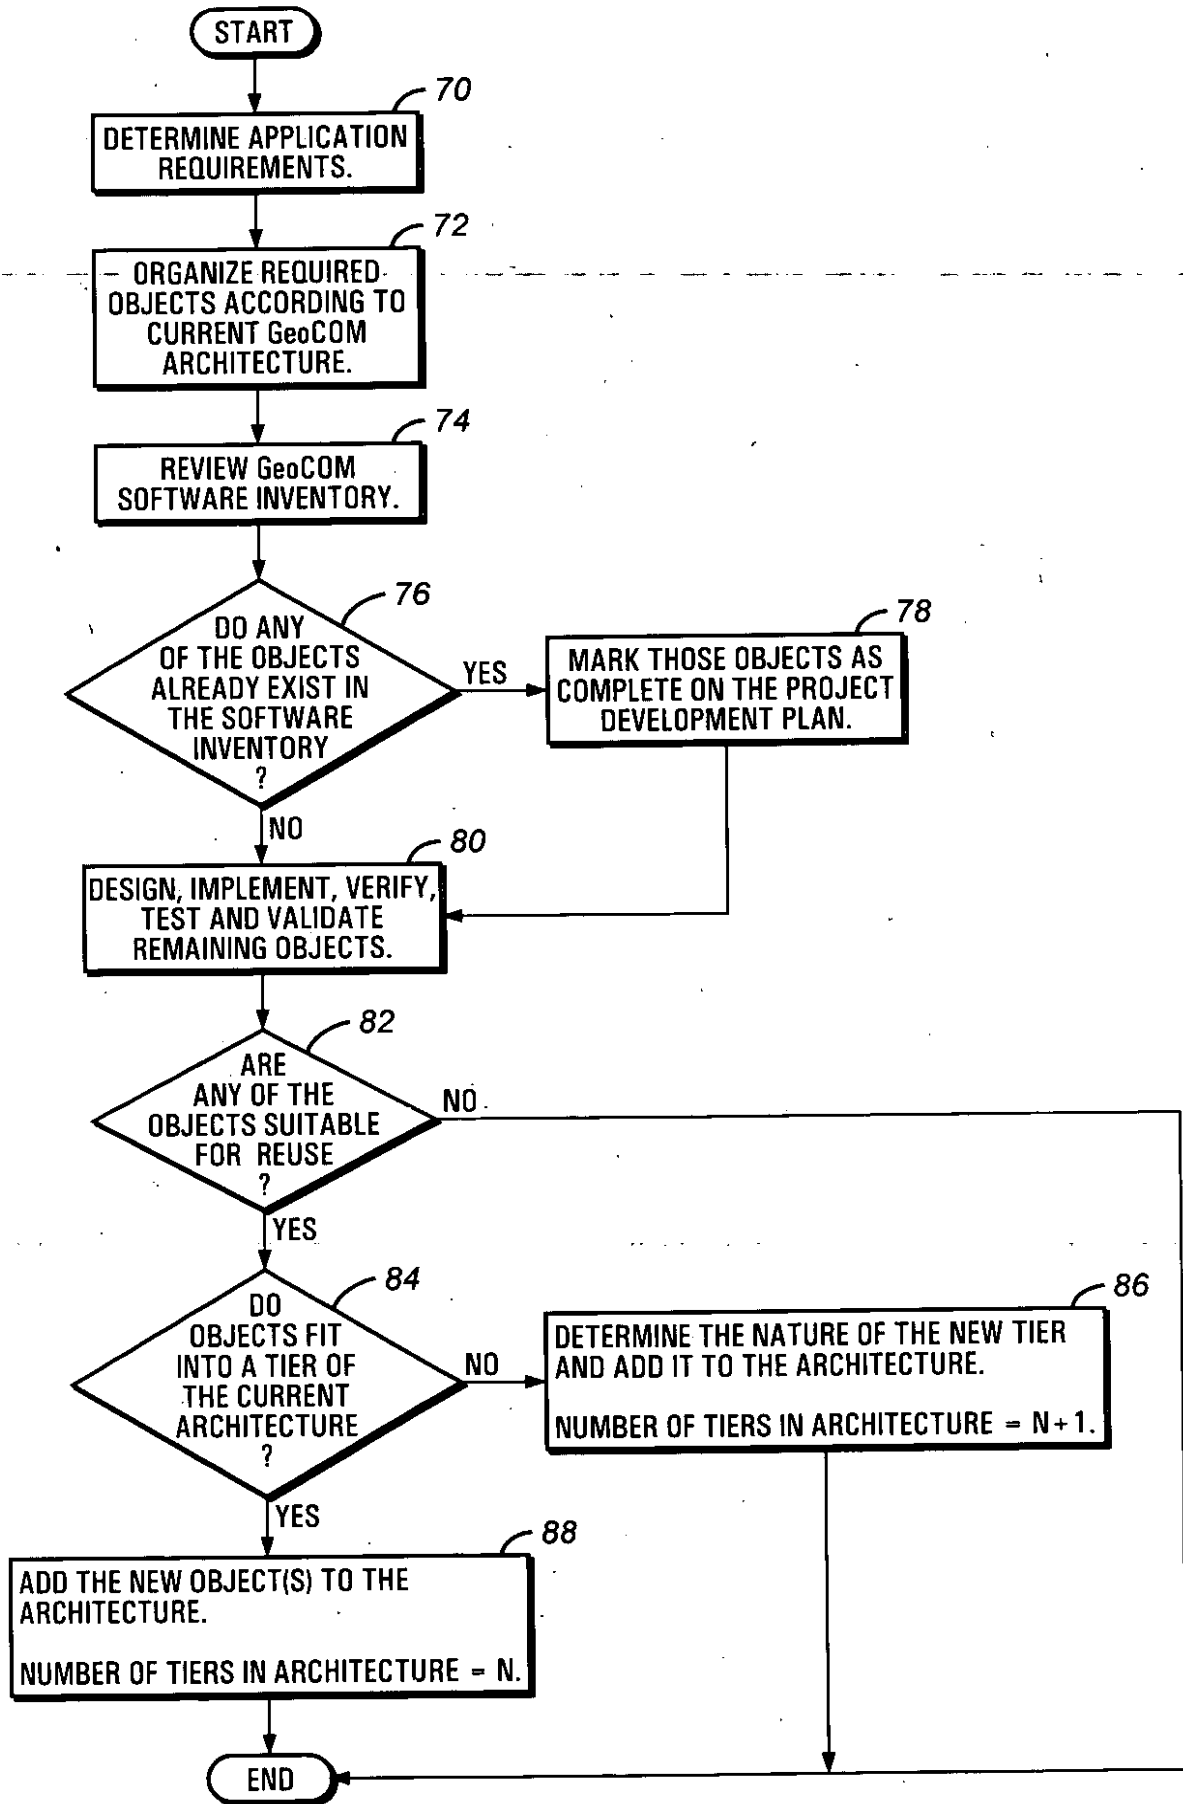 START
70
DETERMINE APPLICATION
REQUIREMENTS.
72
ORGANIZE REQUIRED
OBJECTS ACCORDING TO
CURRENT GeoCOM
ARCHITECTURE.
74
REVIEW GeoCOM
SOFTWARE INVENTORY.
76
DO ANY
OF THE OBJECTS
ALREADY EXIST IN
THE SOFTWARE
INVENTORY
?
YES
78
MARK THOSE OBJECTS AS
COMPLETE ON THE PROJECT
DEVELOPMENT PLAN.
NO
80
DESIGN, IMPLEMENT, VERIFY,
TEST AND VALIDATE
REMAINING OBJECTS.
82
ARE
ANY OF THE
OBJECTS SUITABLE
FOR REUSE
?
NO
YES
84
DO
OBJECTS FIT
INTO A TIER OF
THE CURRENT
ARCHITECTURE
?
NO
86
DETERMINE THE NATURE OF THE NEW TIER
AND ADD IT TO THE ARCHITECTURE.
NUMBER OF TIERS IN ARCHITECTURE = N+1.
YES
88
ADD THE NEW OBJECT(S) TO THE
ARCHITECTURE.
NUMBER OF TIERS IN ARCHITECTURE = N.
END